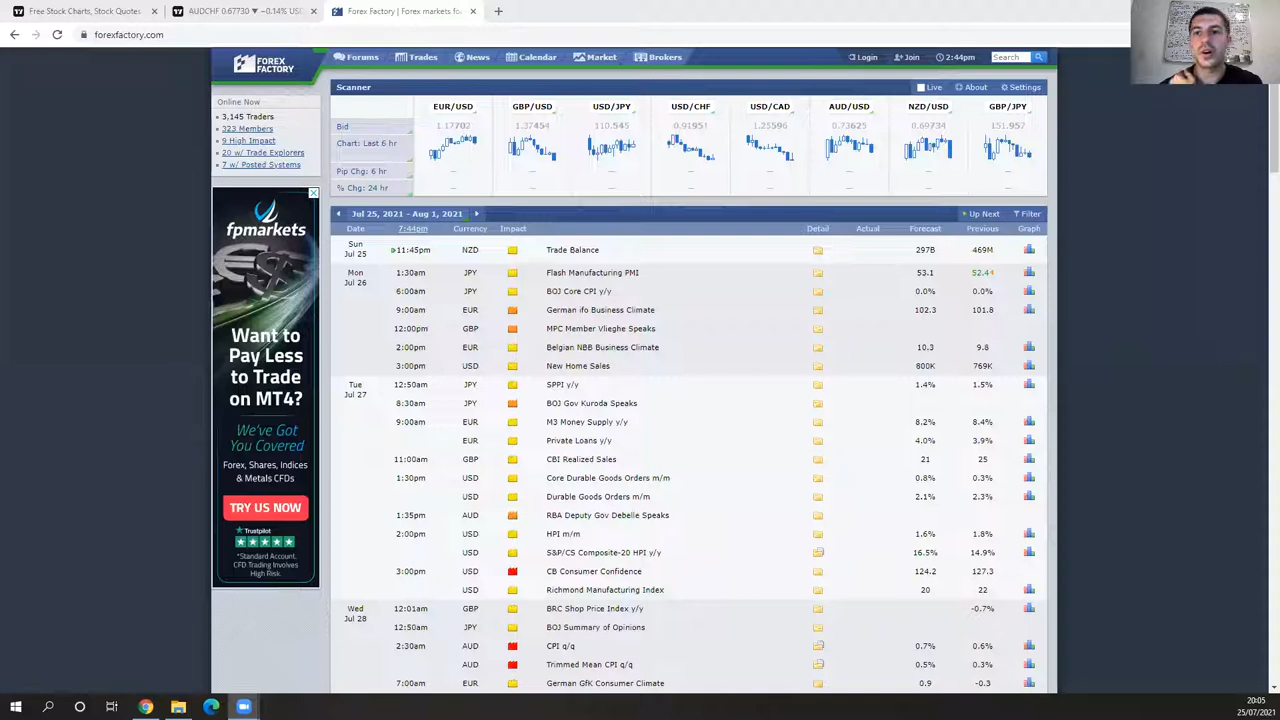 Free Stock Charts, Stock Quotes
AUDCHF 0.67730 ▼ −0.14% US
Forex Factory | Forex markets fo
forexfactory.com
FOREX FACTORY
Forums
Trades
News
Calendar
Market
Brokers
Login
Join
2:44pm
Search
Online Now
3,145 Traders
323 Members
9 High Impact
20 w/ Trade Explorers
7 w/ Posted Systems
fpmarkets
Want to
Pay Less
to Trade
on MT4?
We've Got
You Covered
Forex, Shares, Indices
& Metals CFDs
TRY US NOW
Trustpilot
*Standard Account.
CFD Trading Involves
High Risk.
Scanner
Live
About
Settings
EUR/USD GBP/USD USD/JPY USD/CHF USD/CAD AUD/USD NZD/USD GBP/JPY
Bid 1.17702 1.37454 110.545 0.91951 1.25596 0.73625 0.69734 151.957
Chart: Last 6 hr
Pip Chg: 6 hr — — — — — — — —
% Chg: 24 hr — — — — — — — —
Jul 25, 2021 - Aug 1, 2021
Up Next
Filter
Date 7:44pm Currency Impact Detail Actual Forecast Previous Graph
Sun Jul 25 11:45pm NZD Trade Balance 297B 469M
Mon Jul 26 1:30am JPY Flash Manufacturing PMI 53.1 52.4
6:00am JPY BOJ Core CPI y/y 0.0% 0.0%
9:00am EUR German ifo Business Climate 102.3 101.8
12:00pm GBP MPC Member Vlieghe Speaks
2:00pm EUR Belgian NBB Business Climate 10.3 9.8
3:00pm USD New Home Sales 800K 769K
Tue Jul 27 12:50am JPY SPPI y/y 1.4% 1.5%
8:30am JPY BOJ Gov Kuroda Speaks
9:00am EUR M3 Money Supply y/y 8.2% 8.4%
EUR Private Loans y/y 4.0% 3.9%
11:00am GBP CBI Realized Sales 21 25
1:30pm USD Core Durable Goods Orders m/m 0.8% 0.3%
USD Durable Goods Orders m/m 2.1% 2.3%
1:35pm AUD RBA Deputy Gov Debelle Speaks
2:00pm USD HPI m/m 1.6% 1.8%
USD S&P/CS Composite-20 HPI y/y 16.5% 14.9%
3:00pm USD CB Consumer Confidence 124.2 127.3
USD Richmond Manufacturing Index 20 22
Wed Jul 28 12:01am GBP BRC Shop Price Index y/y -0.7%
12:50am JPY BOJ Summary of Opinions
2:30am AUD CPI q/q 0.7% 0.6%
AUD Trimmed Mean CPI q/q 0.5% 0.3%
7:00am EUR German GfK Consumer Climate 0.9 -0.3
20:05
25/07/2021